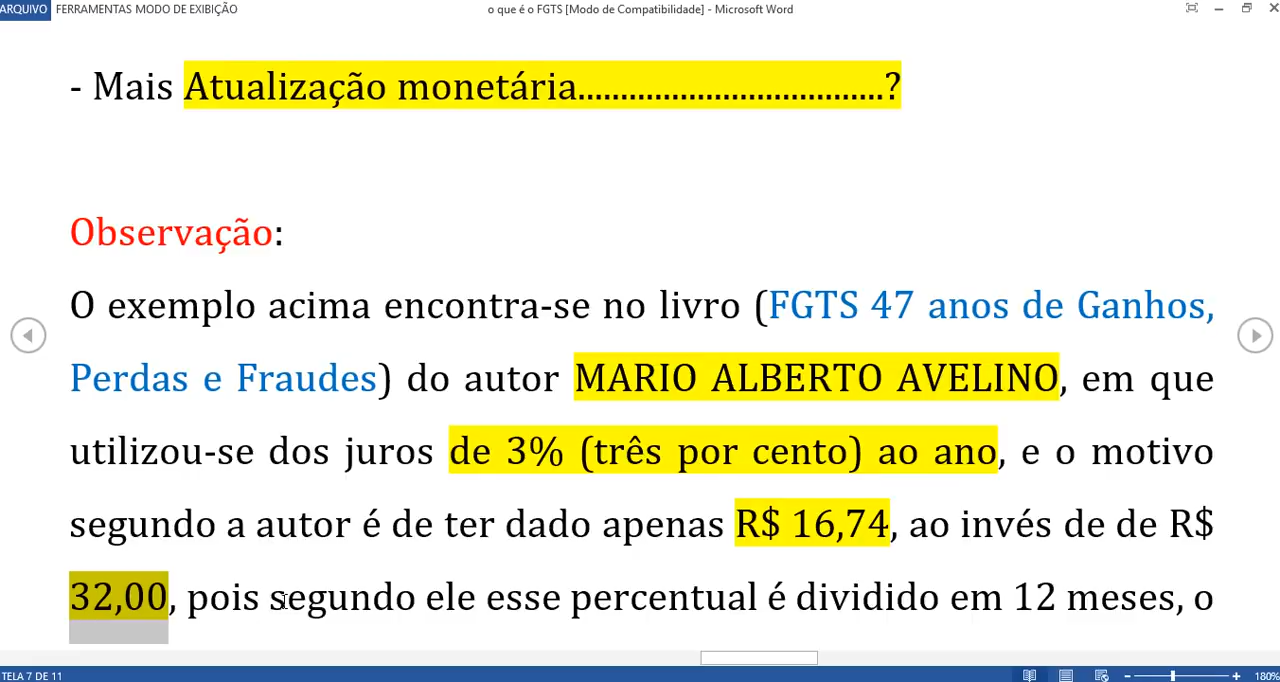 ARQUIVO FERRAMENTAS MODO DE EXIBIÇÃO o que é o FGTS [Modo de Compatibilidade] - Microsoft Word
- Mais Atualização monetária....................................?
Observação:
O exemplo acima encontra-se no livro (FGTS 47 anos de Ganhos,
Perdas e Fraudes) do autor MARIO ALBERTO AVELINO, em que
utilizou-se dos juros de 3% (três por cento) ao ano, e o motivo
segundo a autor é de ter dado apenas R$ 16,74, ao invés de de R$
32,00, pois segundo ele esse percentual é dividido em 12 meses, o
TELA 7 DE 11 180%